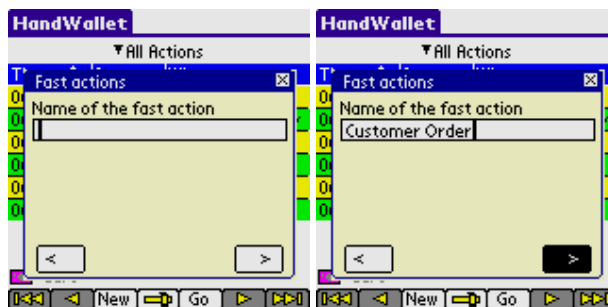 HandWallet
▼All Actions
Fast actions
Name of the fast action
<
>
New
Go
HandWallet
▼All Actions
Fast actions
Name of the fast action
Customer Order
<
>
New
Go